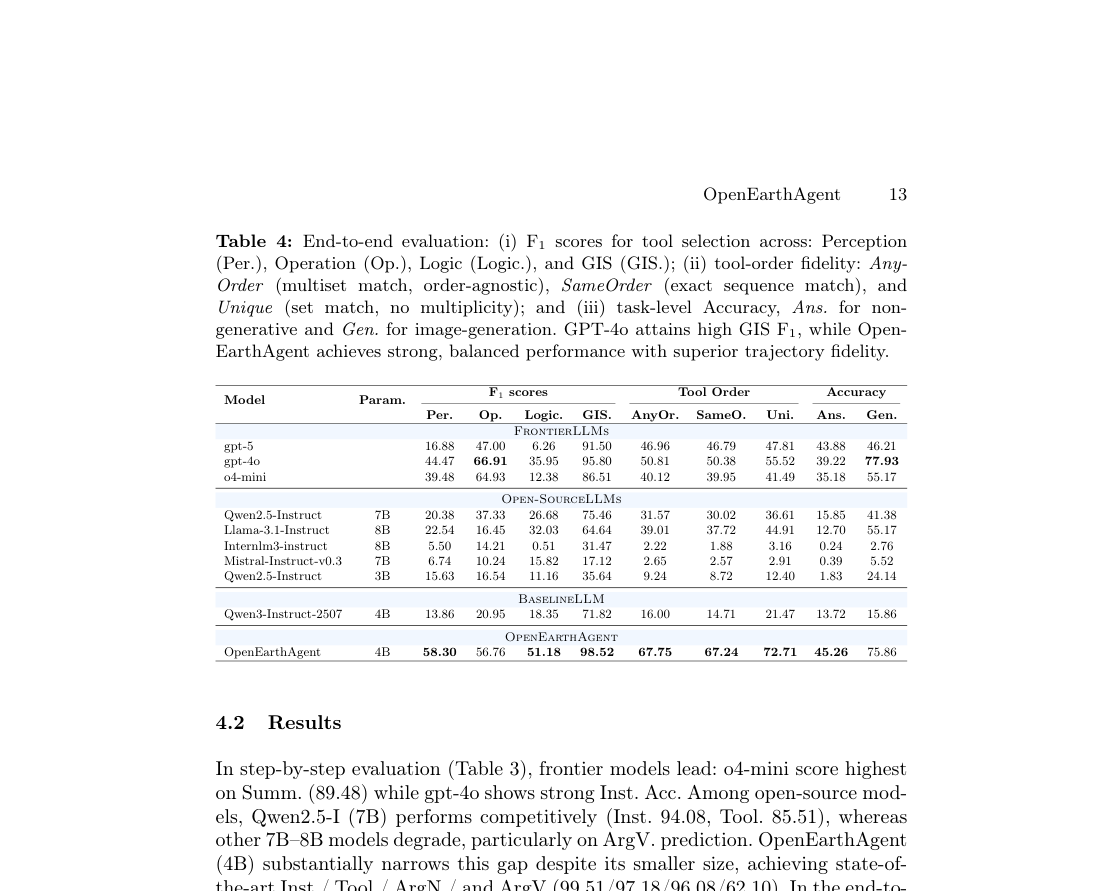 OpenEarthAgent 13
Table 4: End-to-end evaluation: (i) F1 scores for tool selection across: Perception
(Per.), Operation (Op.), Logic (Logic.), and GIS (GIS.); (ii) tool-order fidelity: Any-
Order (multiset match, order-agnostic), SameOrder (exact sequence match), and
Unique (set match, no multiplicity); and (iii) task-level Accuracy, Ans. for non-
generative and Gen. for image-generation. GPT-4o attains high GIS F1, while Open-
EarthAgent achieves strong, balanced performance with superior trajectory fidelity.
Model Param. F1 scores Tool Order Accuracy
Per. Op. Logic. GIS. AnyOr. SameO. Uni. Ans. Gen.
FrontierLLMs
gpt-5 16.88 47.00 6.26 91.50 46.96 46.79 47.81 43.88 46.21
gpt-4o 44.47 66.91 35.95 95.80 50.81 50.38 55.52 39.22 77.93
o4-mini 39.48 64.93 12.38 86.51 40.12 39.95 41.49 35.18 55.17
Open-SourceLLMs
Qwen2.5-Instruct 7B 20.38 37.33 26.68 75.46 31.57 30.02 36.61 15.85 41.38
Llama-3.1-Instruct 8B 22.54 16.45 32.03 64.64 39.01 37.72 44.91 12.70 55.17
Internlm3-instruct 8B 5.50 14.21 0.51 31.47 2.22 1.88 3.16 0.24 2.76
Mistral-Instruct-v0.3 7B 6.74 10.24 15.82 17.12 2.65 2.57 2.91 0.39 5.52
Qwen2.5-Instruct 3B 15.63 16.54 11.16 35.64 9.24 8.72 12.40 1.83 24.14
BaselineLLM
Qwen3-Instruct-2507 4B 13.86 20.95 18.35 71.82 16.00 14.71 21.47 13.72 15.86
OpenEarthAgent
OpenEarthAgent 4B 58.30 56.76 51.18 98.52 67.75 67.24 72.71 45.26 75.86
4.2 Results
In step-by-step evaluation (Table 3), frontier models lead: o4-mini score highest
on Summ. (89.48) while gpt-4o shows strong Inst. Acc. Among open-source mod-
els, Qwen2.5-I (7B) performs competitively (Inst. 94.08, Tool. 85.51), whereas
other 7B–8B models degrade, particularly on ArgV. prediction. OpenEarthAgent
(4B) substantially narrows this gap despite its smaller size, achieving state-of-
the-art Inst./ Tool./ ArgN./ and ArgV (99.51/97.18/96.08/62.10). In the end-to-